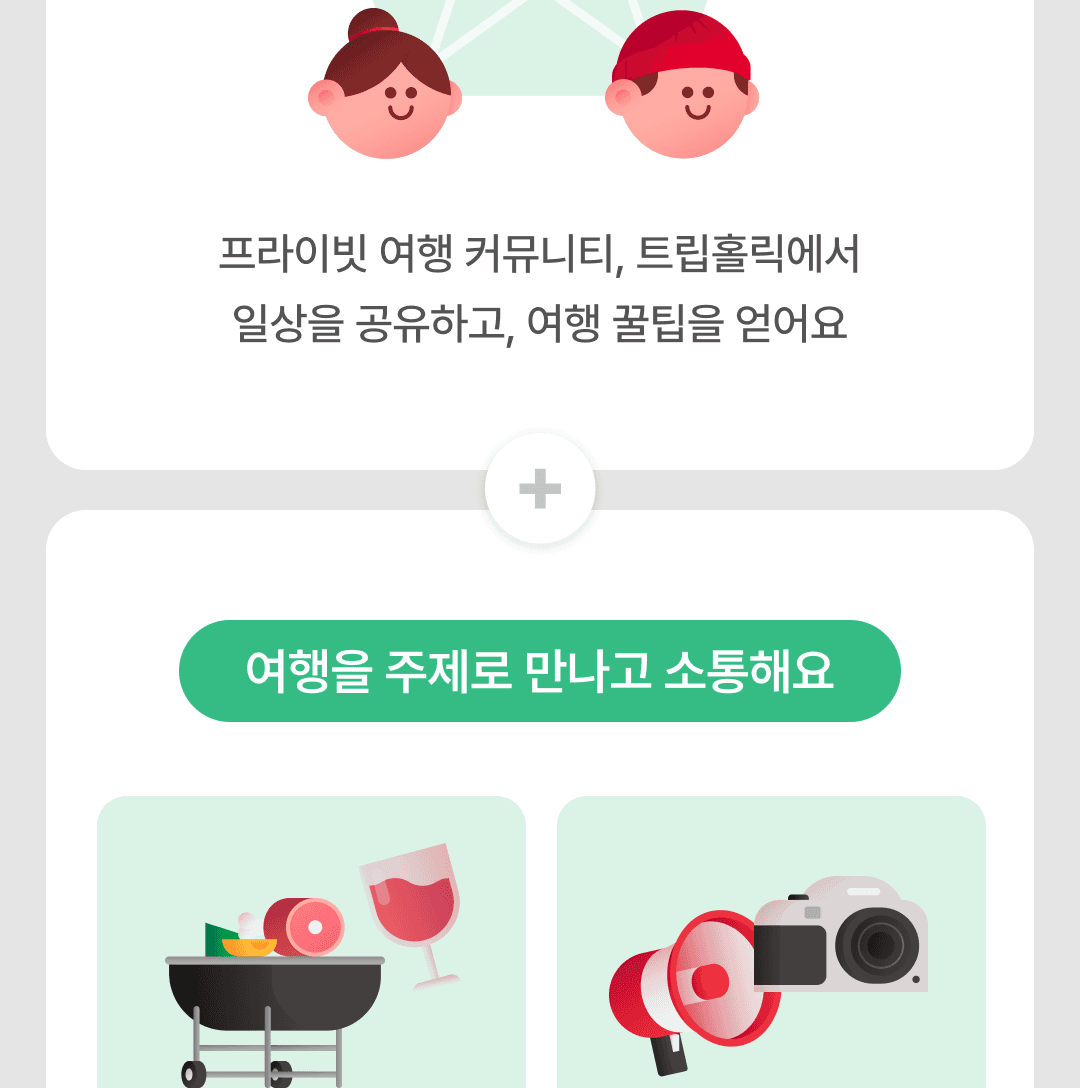 프라이빗 여행 커뮤니티, 트립홀릭에서
일상을 공유하고, 여행 꿀팁을 얻어요
여행을 주제로 만나고 소통해요